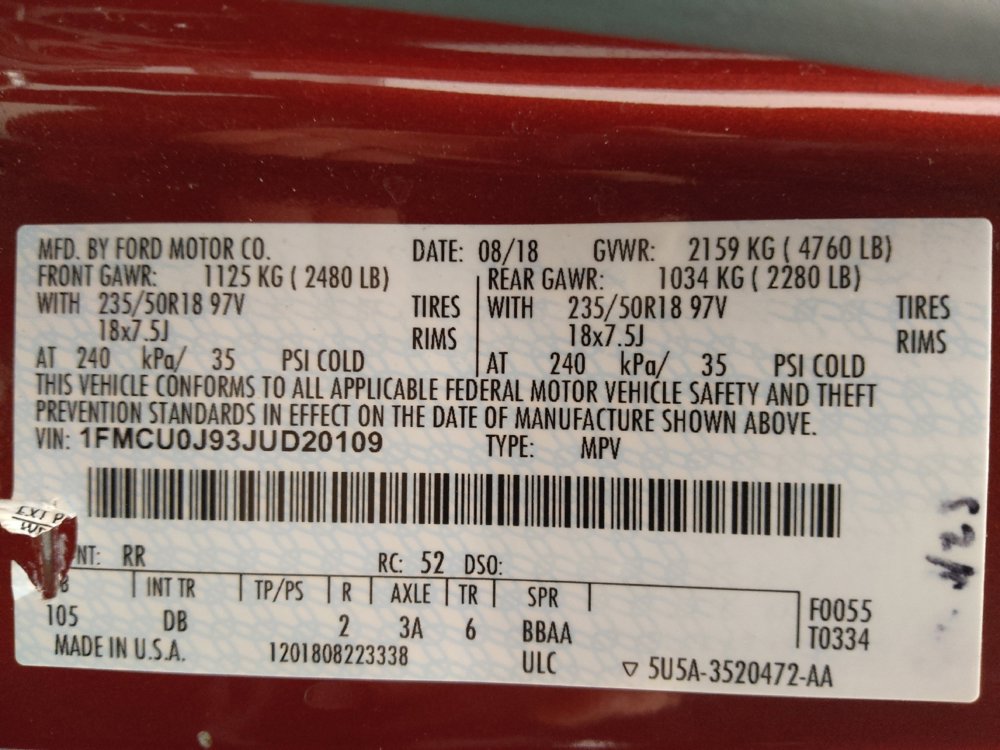 MFD. BY FORD MOTOR CO. DATE: 08/18 GVWR: 2159 KG ( 4760 LB)
FRONT GAWR: 1125 KG ( 2480 LB) REAR GAWR: 1034 KG ( 2280 LB)
WITH 235/50R18 97V TIRES WITH 235/50R18 97V TIRES
18x7.5J RIMS 18x7.5J RIMS
AT 240 kPa/ 35 PSI COLD AT 240 kPa/ 35 PSI COLD
THIS VEHICLE CONFORMS TO ALL APPLICABLE FEDERAL MOTOR VEHICLE SAFETY AND THEFT
PREVENTION STANDARDS IN EFFECT ON THE DATE OF MANUFACTURE SHOWN ABOVE.
VIN: 1FMCU0J93JUD20109 TYPE: MPV
EXT P
NT: RR RC: 52 DSO:
B INT TR TP/PS R AXLE TR SPR F0055
105 DB 2 3A 6 BBAA T0334
MADE IN U.S.A. 1201808223338 ULC 5U5A-3520472-AA